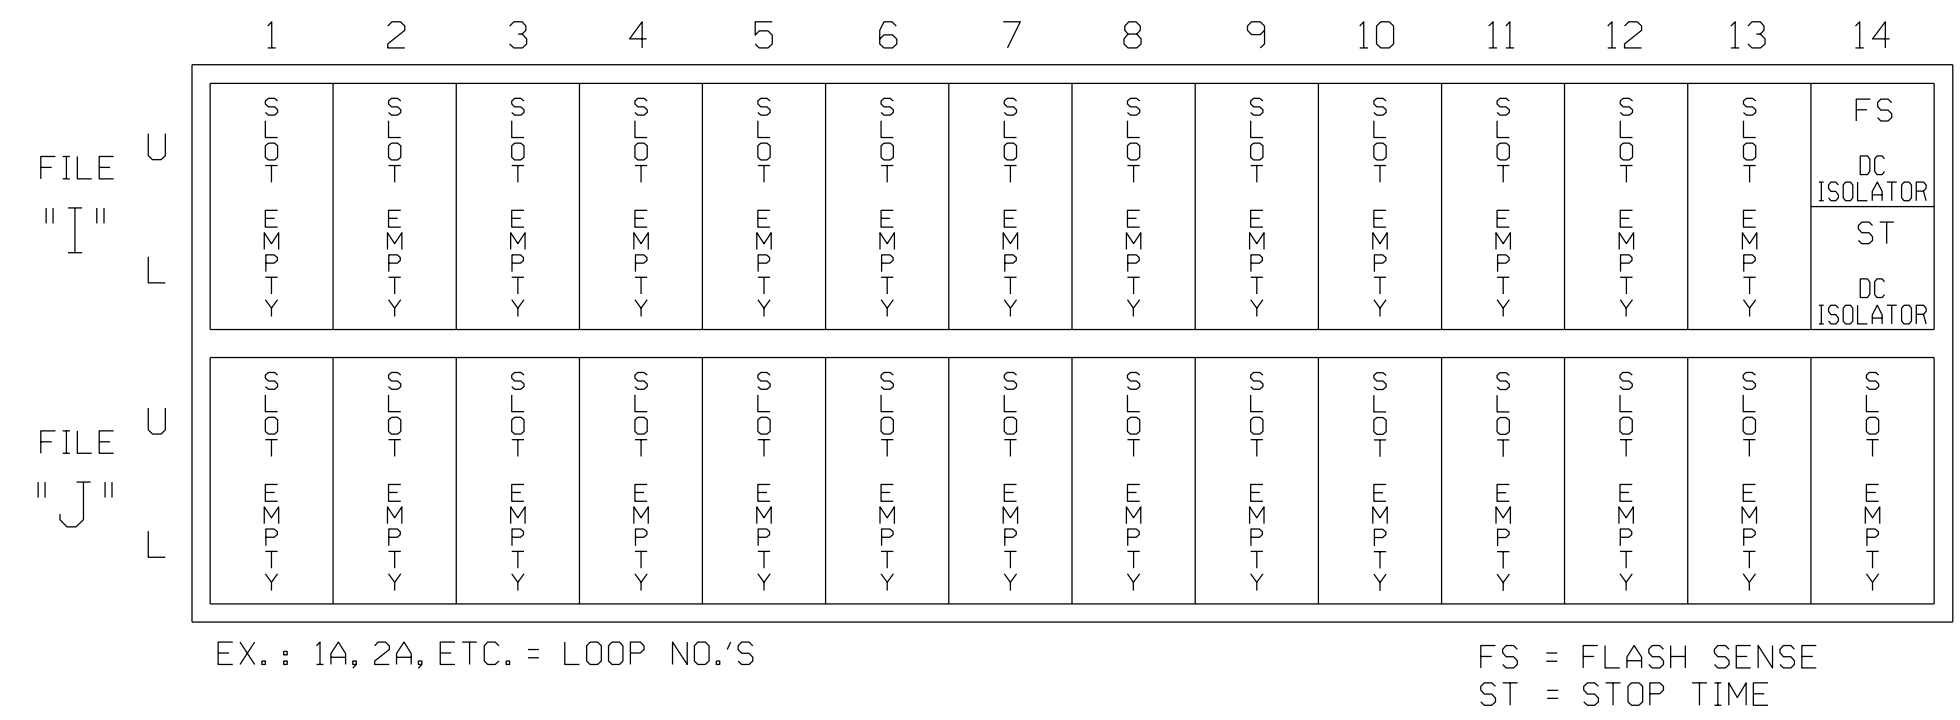 1 2 3 4 5 6 7 8 9 10 11 12 13 14
FILE "I"
U
L
SLOT EMPTY
SLOT EMPTY
SLOT EMPTY
SLOT EMPTY
SLOT EMPTY
SLOT EMPTY
SLOT EMPTY
SLOT EMPTY
SLOT EMPTY
SLOT EMPTY
SLOT EMPTY
SLOT EMPTY
SLOT EMPTY
FS
DC
ISOLATOR
ST
DC
ISOLATOR
FILE "J"
U
L
SLOT EMPTY
SLOT EMPTY
SLOT EMPTY
SLOT EMPTY
SLOT EMPTY
SLOT EMPTY
SLOT EMPTY
SLOT EMPTY
SLOT EMPTY
SLOT EMPTY
SLOT EMPTY
SLOT EMPTY
SLOT EMPTY
SLOT EMPTY
EX.: 1A, 2A, ETC. = LOOP NO.'S
FS = FLASH SENSE
ST = STOP TIME